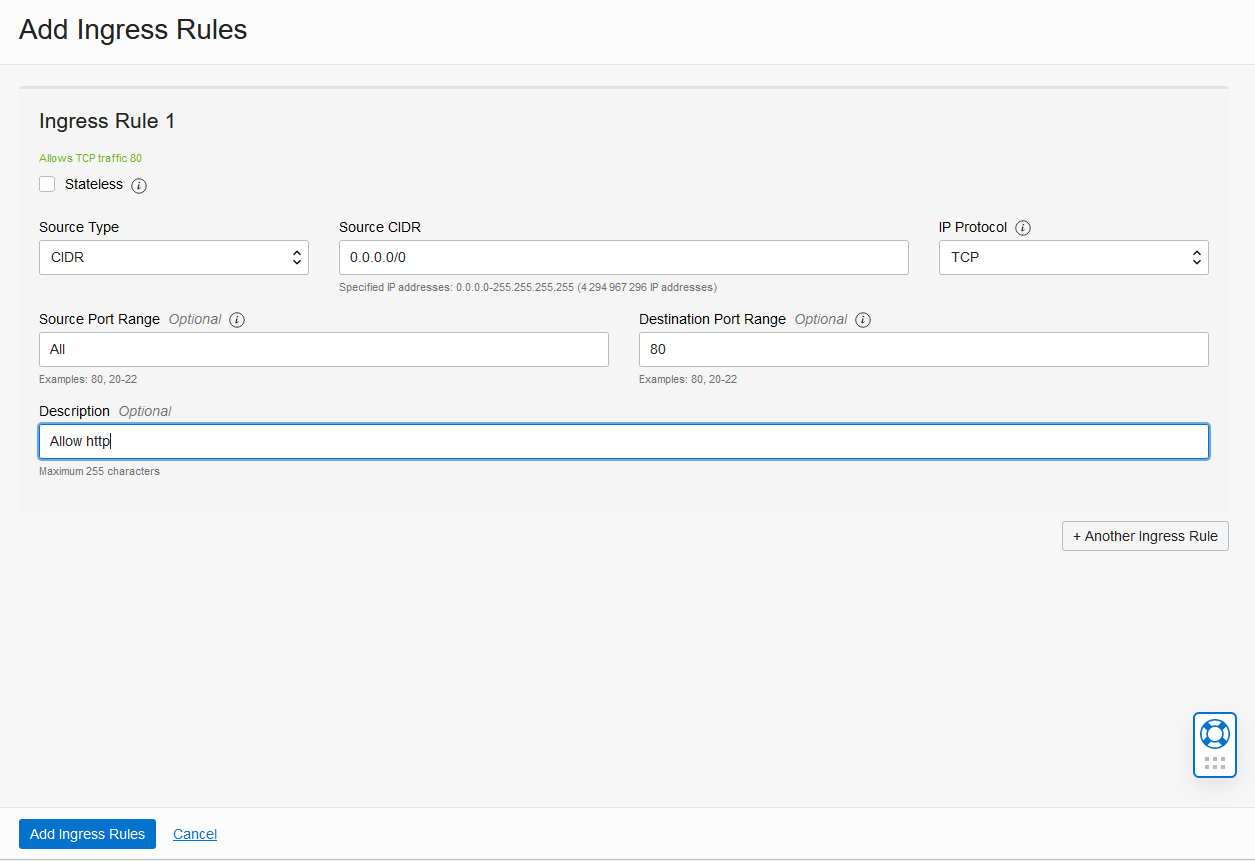 Add Ingress Rules
Ingress Rule 1
Allows TCP traffic 80
Stateless
Source Type
Source CIDR
IP Protocol
CIDR
0.0.0.0/0
TCP
Specified IP addresses: 0.0.0.0-255.255.255.255 (4 294 967 296 IP addresses)
Source Port Range Optional
Destination Port Range Optional
All
80
Examples: 80, 20-22
Examples: 80, 20-22
Description Optional
Allow http
Maximum 255 characters
+ Another Ingress Rule
Add Ingress Rules
Cancel